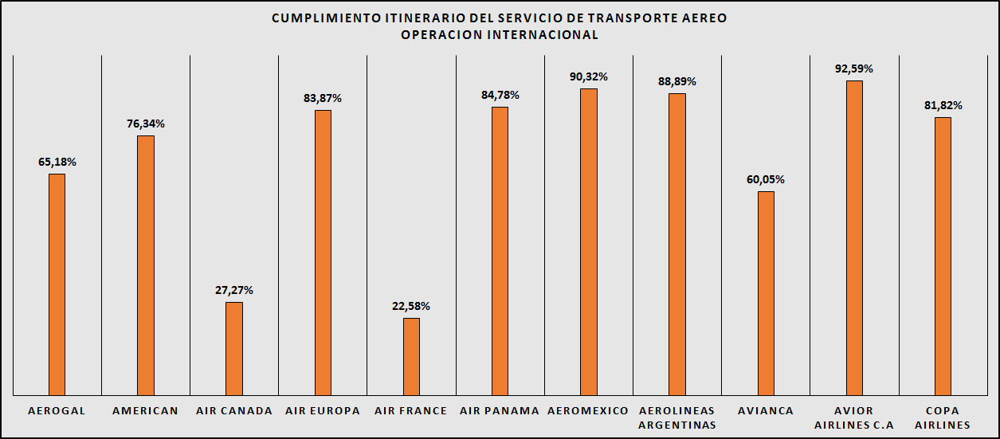 CUMPLIMIENTO ITINERARIO DEL SERVICIO DE TRANSPORTE AEREO
OPERACION INTERNACIONAL
65,18%
76,34%
27,27%
83,87%
22,58%
84,78%
90,32%
88,89%
60,05%
92,59%
81,82%
AEROGAL
AMERICAN
AIR CANADA
AIR EUROPA
AIR FRANCE
AIR PANAMA
AEROMEXICO
AEROLINEAS
ARGENTINAS
AVIANCA
AVIOR
AIRLINES C.A
COPA
AIRLINES